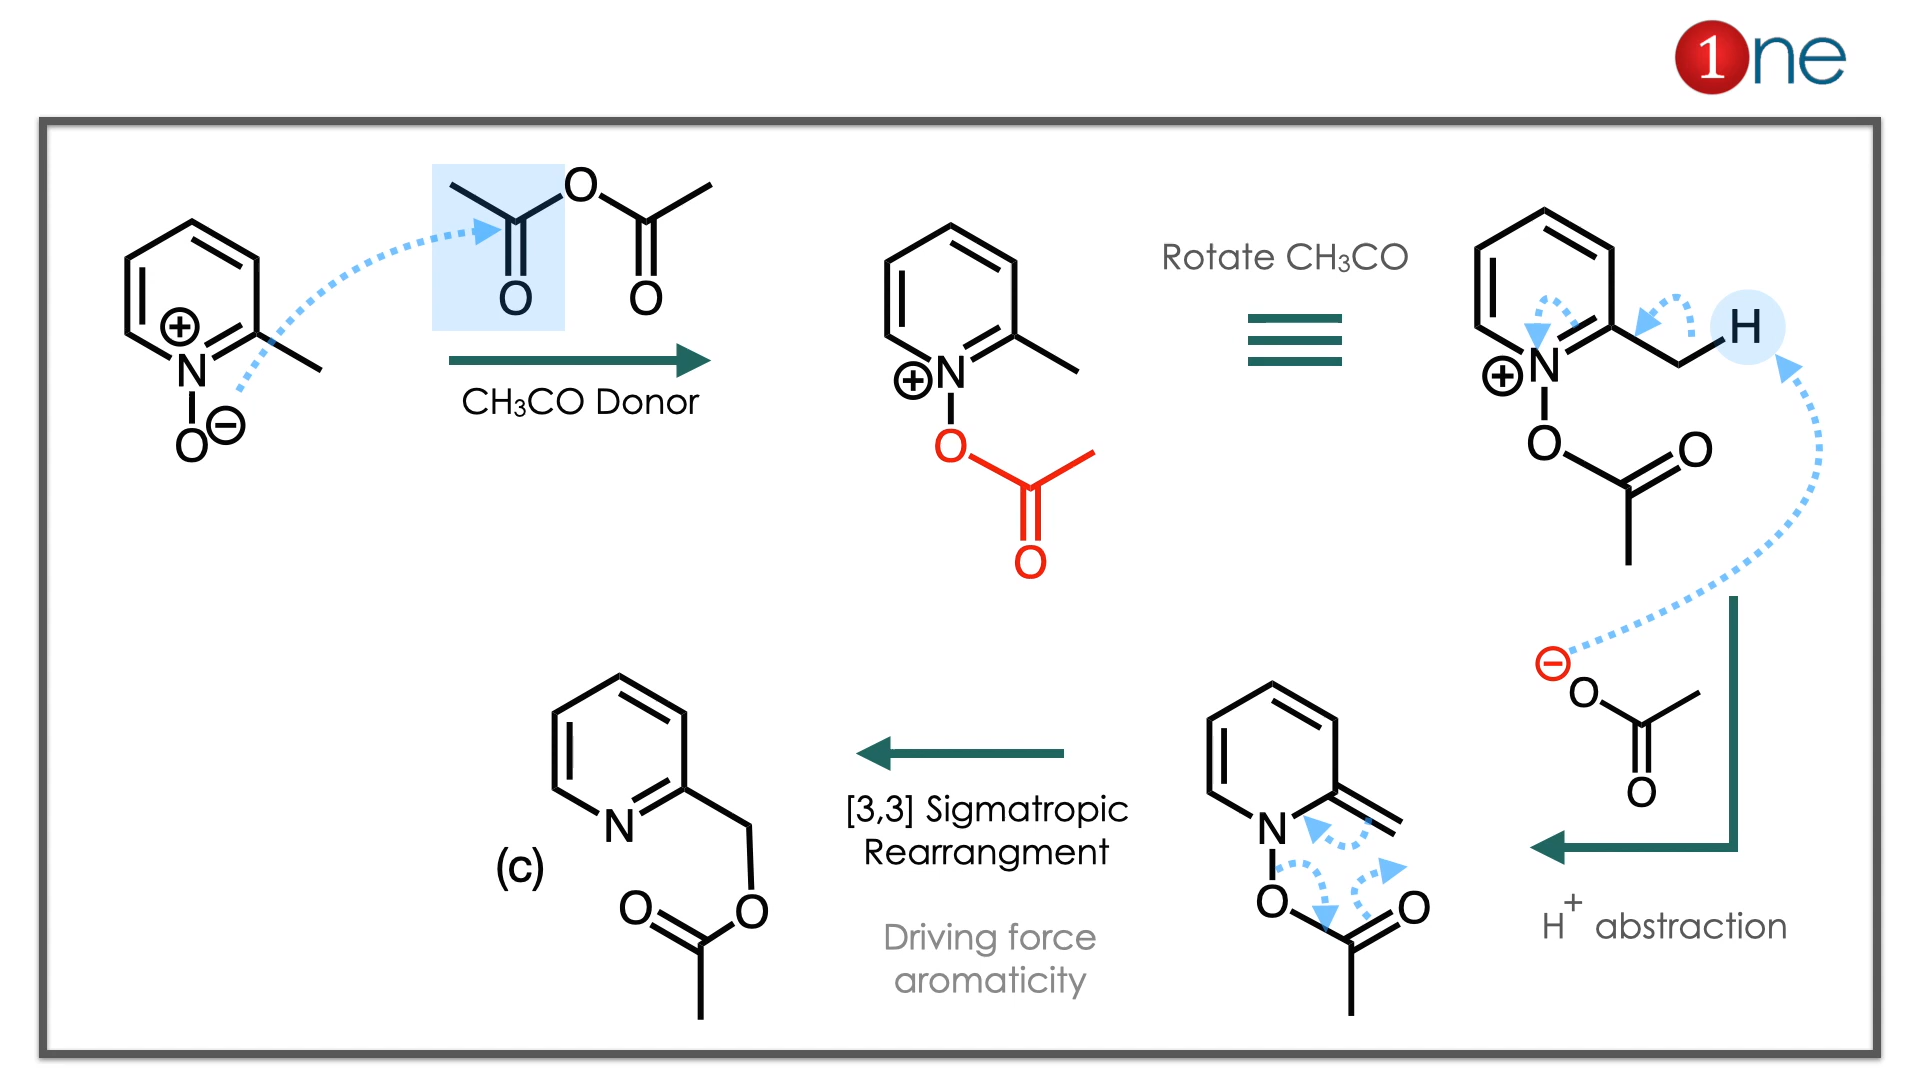 1ne
O
O
O
N
⊕
O
⊖
CH₃CO Donor
N
⊕
O
O
Rotate CH₃CO
H
N
⊕
O
O
⊖
O
O
H⁺ abstraction
N
O
O
[3,3] Sigmatropic
Rearrangment
Driving force
aromaticity
N
(c)
O
O